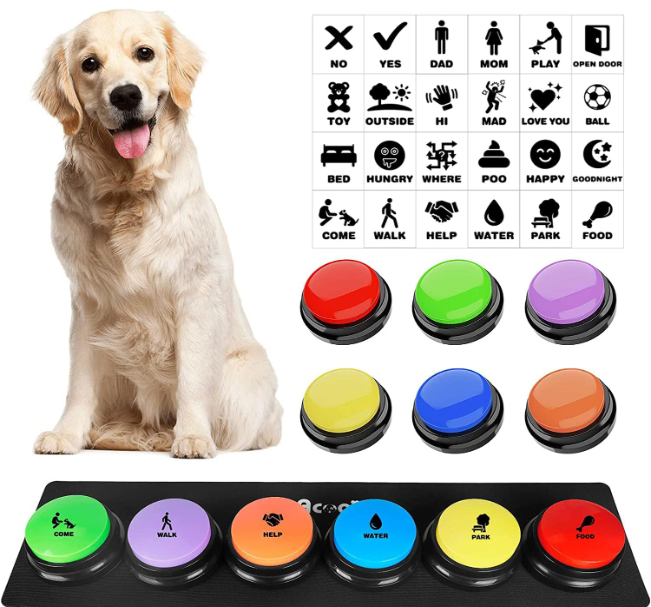 NO YES DAD MOM PLAY OPEN DOOR
TOY OUTSIDE HI MAD LOVE YOU BALL
BED HUNGRY WHERE POO HAPPY GOODNIGHT
COME WALK HELP WATER PARK FOOD
COME WALK HELP WATER PARK FOOD